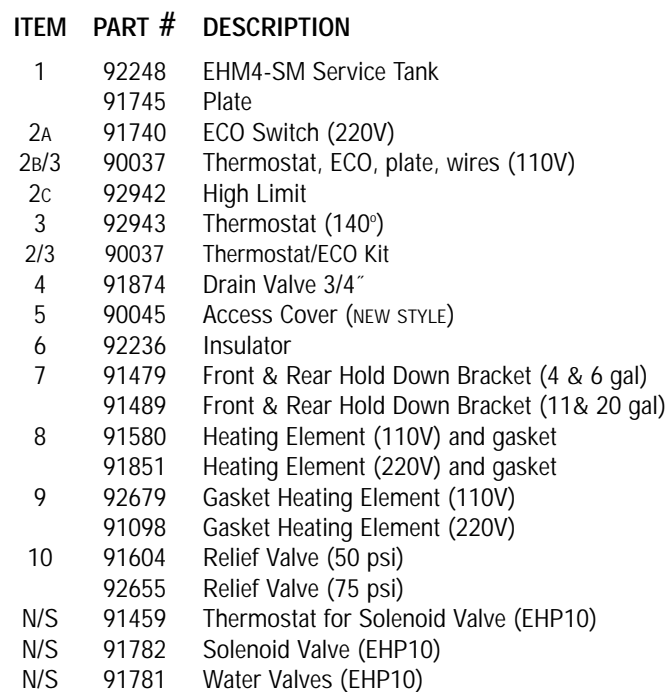 ITEM PART # DESCRIPTION
1 92248 EHM4-SM Service Tank
91745 Plate
2A 91740 ECO Switch (220V)
2B/3 90037 Thermostat, ECO, plate, wires (110V)
2C 92942 High Limit
3 92943 Thermostat (140°)
2/3 90037 Thermostat/ECO Kit
4 91874 Drain Valve 3/4˝
5 90045 Access Cover (NEW STYLE)
6 92236 Insulator
7 91479 Front & Rear Hold Down Bracket (4 & 6 gal)
91489 Front & Rear Hold Down Bracket (11& 20 gal)
8 91580 Heating Element (110V) and gasket
91851 Heating Element (220V) and gasket
9 92679 Gasket Heating Element (110V)
91098 Gasket Heating Element (220V)
10 91604 Relief Valve (50 psi)
92655 Relief Valve (75 psi)
N/S 91459 Thermostat for Solenoid Valve (EHP10)
N/S 91782 Solenoid Valve (EHP10)
N/S 91781 Water Valves (EHP10)